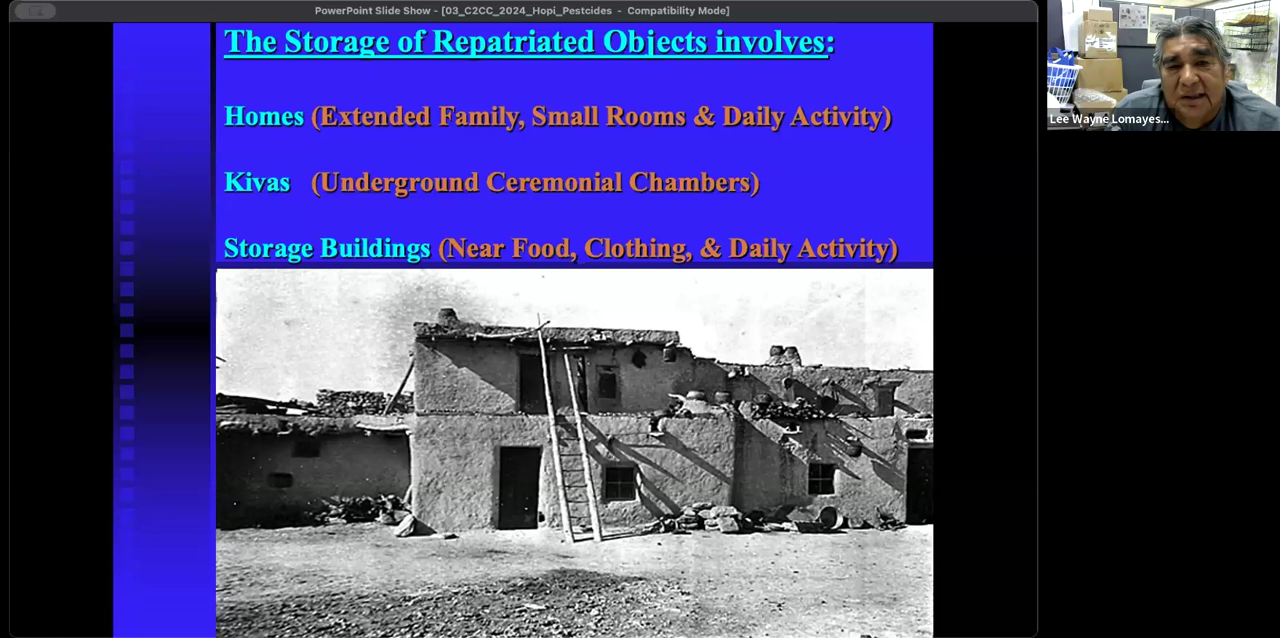 PowerPoint Slide Show - [03_C2CC_2024_Hopi_Pestcides - Compatibility Mode]
The Storage of Repatriated Objects involves:
Homes (Extended Family, Small Rooms & Daily Activity)
Kivas (Underground Ceremonial Chambers)
Storage Buildings (Near Food, Clothing, & Daily Activity)
Lee Wayne Lomayes...